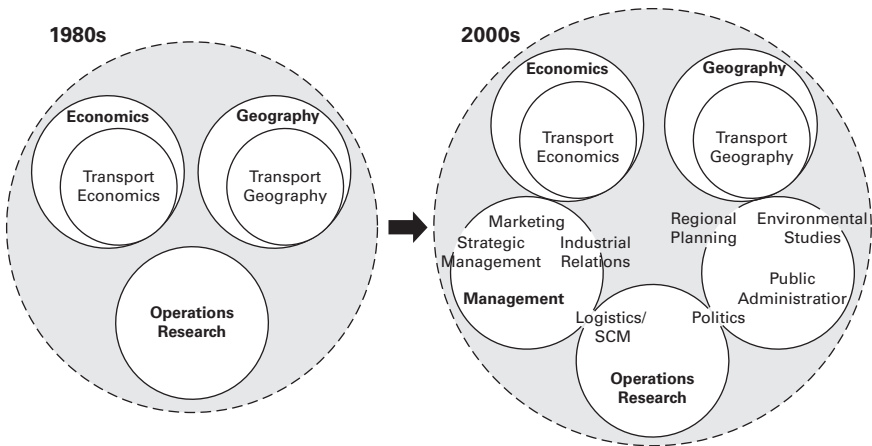 1980s
Economics
Transport
Economics
Geography
Transport
Geography
Operations
Research
2000s
Economics
Transport
Economics
Geography
Transport
Geography
Marketing
Strategic
Management
Industrial
Relations
Management
Regional
Planning
Environmental
Studies
Public
Administration
Logistics/
SCM
Politics
Operations
Research